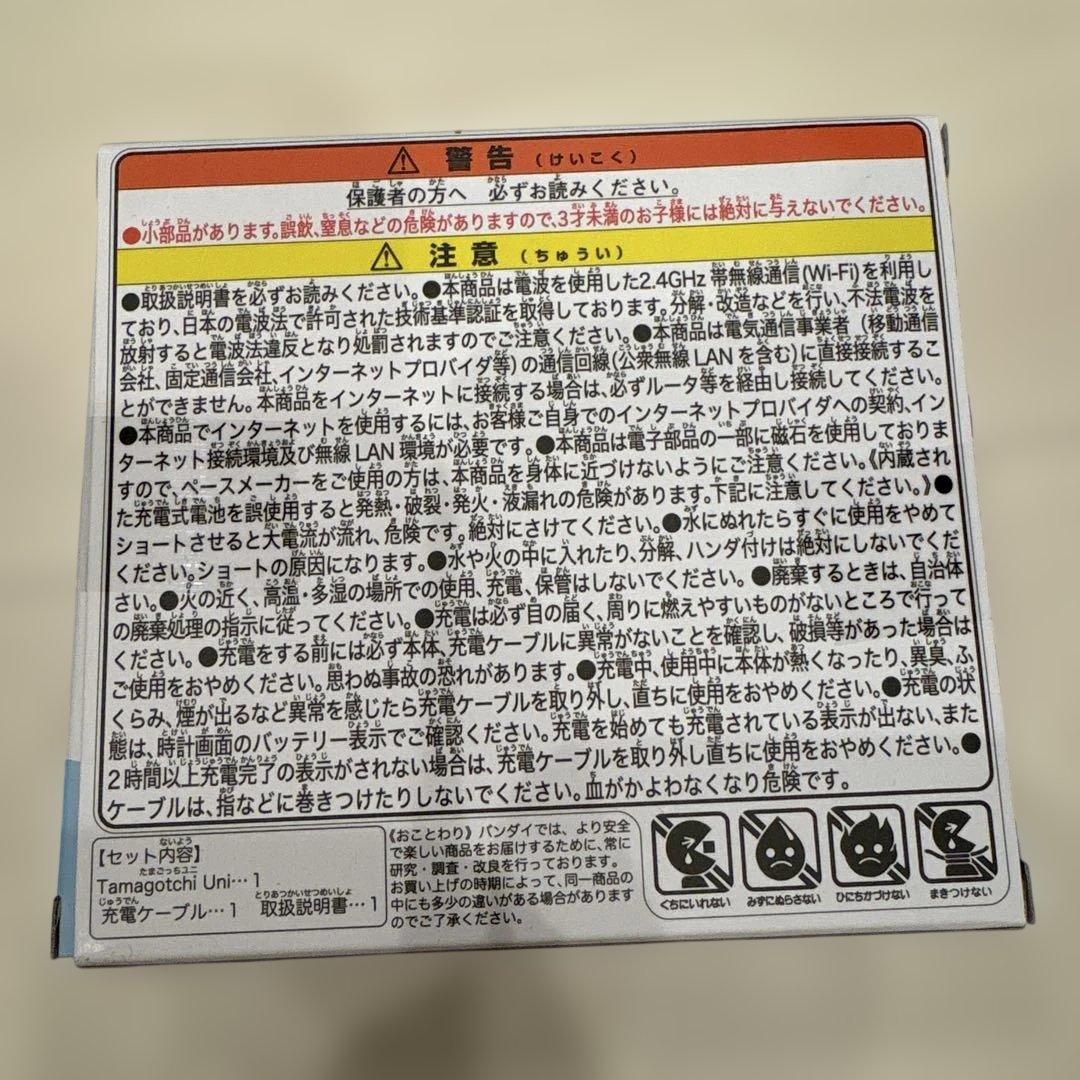 警告（けいこく）
保護者の方へ 必ずお読みください。
●小部品があります。誤飲、窒息などの危険がありますので、3才未満のお子様には絶対に与えないでください。
注意（ちゅうい）
●取扱説明書を必ずお読みください。●本商品は電波を使用した2.4GHz 帯無線通信(Wi-Fi)を利用し
ており、日本の電波法で許可された技術基準認証を取得しております。分解・改造などを行い、不法電波を
放射すると電波法違反となり処罰されますのでご注意ください。●本商品は電気通信事業者（移動通信
会社、固定通信会社、インターネットプロバイダ等）の通信回線(公衆無線 LAN を含む)に直接接続するこ
とができません。本商品をインターネットに接続する場合は、必ずルータ等を経由し接続してください。
●本商品でインターネットを使用するには、お客様ご自身でのインターネットプロバイダへの契約、イン
ターネット接続環境及び無線 LAN 環境が必要です。●本商品は電子部品の一部に磁石を使用しておりま
すので、ペースメーカーをご使用の方は、本商品を身体に近づけないようにご注意ください。《内蔵され
た充電式電池を誤使用すると発熱・破裂・発火・液漏れの危険があります。下記に注意してください。》●
ショートさせると大電流が流れ、危険です。絶対にさけてください。●水にぬれたらすぐに使用をやめて
ください。ショートの原因になります。●水や火の中に入れたり、分解、ハンダ付けは絶対にしないでくだ
さい。●火の近く、高温・多湿の場所での使用、充電、保管はしないでください。●廃棄するときは、自治体
の廃棄処理の指示に従ってください。●充電は必ず目の届く、周りに燃えやすいものがないところで行って
ください。●充電をする前には必ず本体、充電ケーブルに異常がないことを確認し、破損等があった場合は
ご使用をおやめください。思わぬ事故の恐れがあります。●充電中、使用中に本体が熱くなったり、異臭、ふ
くらみ、煙が出るなど異常を感じたら充電ケーブルを取り外し、直ちに使用をおやめください。●充電の状
態は、時計画面のバッテリー表示でご確認ください。充電を始めても充電されている表示が出ない、また
2時間以上充電完了の表示がされない場合は、充電ケーブルを取り外し直ちに使用をおやめください。●
ケーブルは、指などに巻きつけたりしないでください。血がかよわなくなり危険です。
【セット内容】
Tamagotchi Uni…1
充電ケーブル…1 取扱説明書…1
《おことわり》バンダイでは、より安全
で楽しい商品をお届けするために、常に
研究・調査・改良を行っております。
お買い上げの時期によって、同一商品の
中にも多少の違いがある場合があります
のでご了承ください。
くちにいれない みずにぬらさない ひにちかづけない まきつけない